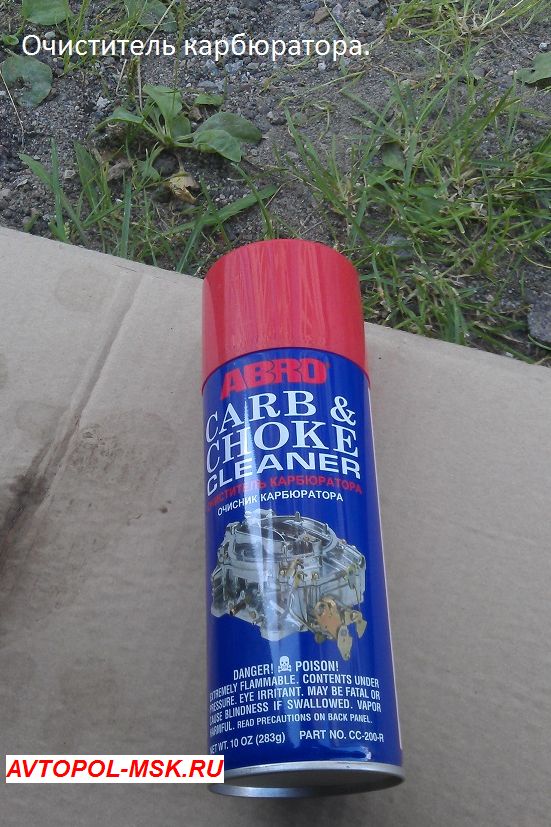 Очиститель карбюратора.
ABRO
CARB &
CHOKE
CLEANER
ОЧИСТИТЕЛЬ КАРБЮРАТОРА
ОЧИСНИК КАРБЮРАТОРА
DANGER! POISON!
EXTREMELY FLAMMABLE. CONTENTS UNDER
PRESSURE. EYE IRRITANT. MAY BE FATAL OR
CAUSE BLINDNESS IF SWALLOWED. VAPOR
HARMFUL. READ PRECAUTIONS ON BACK PANEL.
NET WT. 10 OZ (283g) PART NO. CC-200-R
AVTOPOL-MSK.RU